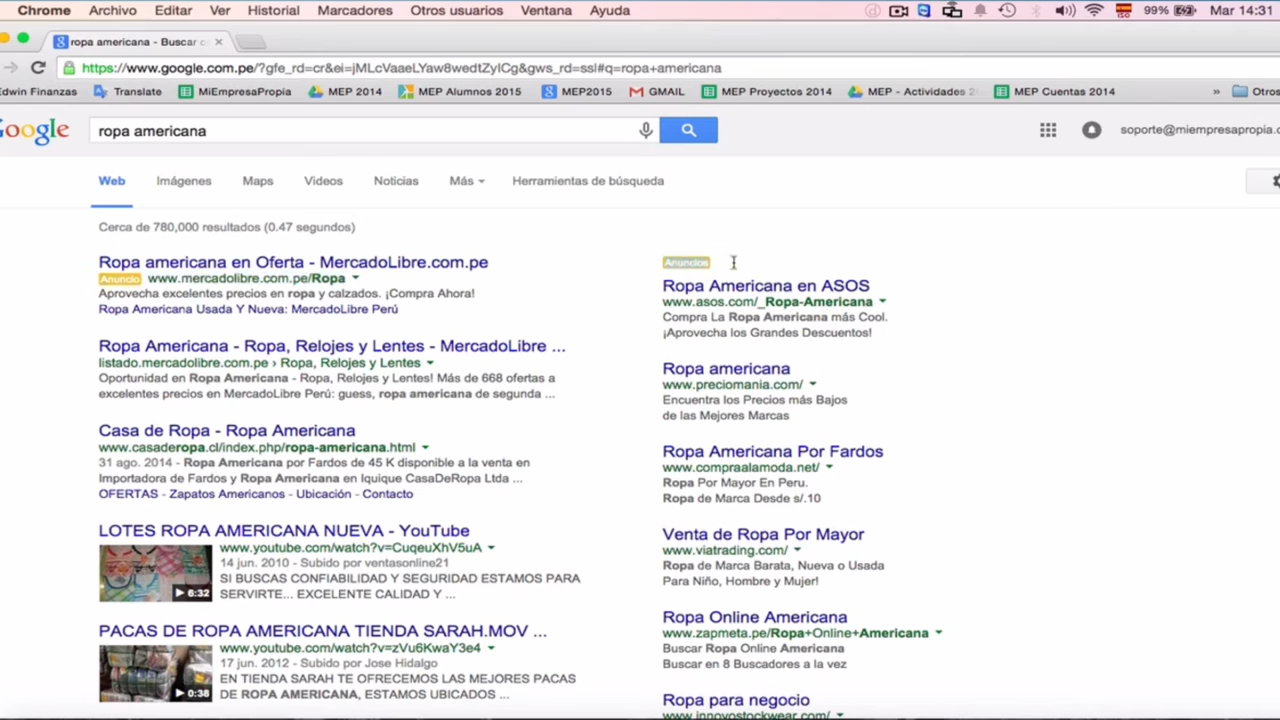 Chrome Archivo Editar Ver Historial Marcadores Otros usuarios Ventana Ayuda 99% Mar 14:31
ropa americana - Buscar c
https://www.google.com.pe/?gfe_rd=cr&ei=jMLcVaaeLYaw8wedtZyICg&gws_rd=ssl#q=ropa+americana
Edwin Finanzas Translate MiEmpresaPropia MEP 2014 MEP Alumnos 2015 MEP2015 GMAIL MEP Proyectos 2014 MEP - Actividades 2 MEP Cuentas 2014 » Otros
Google ropa americana soporte@miempresapropia.c
Web Imágenes Maps Videos Noticias Más Herramientas de búsqueda
Cerca de 780,000 resultados (0.47 segundos)
Ropa americana en Oferta - MercadoLibre.com.pe
Anuncio www.mercadolibre.com.pe/Ropa
Aprovecha excelentes precios en ropa y calzados. ¡Compra Ahora!
Ropa Americana Usada Y Nueva: MercadoLibre Perú
Ropa Americana - Ropa, Relojes y Lentes - MercadoLibre ...
listado.mercadolibre.com.pe › Ropa, Relojes y Lentes
Oportunidad en Ropa Americana - Ropa, Relojes y Lentes! Más de 668 ofertas a
excelentes precios en MercadoLibre Perú: guess, ropa americana de segunda ...
Casa de Ropa - Ropa Americana
www.casaderopa.cl/index.php/ropa-americana.html
31 ago. 2014 - Ropa Americana por Fardos de 45 K disponible a la venta en
Importadora de Fardos y Ropa Americana en Iquique CasaDeRopa Ltda ...
OFERTAS - Zapatos Americanos - Ubicación - Contacto
LOTES ROPA AMERICANA NUEVA - YouTube
www.youtube.com/watch?v=CuqeuXhV5uA
14 jun. 2010 - Subido por ventasonline21
SI BUSCAS CONFIABILIDAD Y SEGURIDAD ESTAMOS PARA
6:32 SERVIRTE... EXCELENTE CALIDAD Y ...
PACAS DE ROPA AMERICANA TIENDA SARAH.MOV ...
www.youtube.com/watch?v=zVu6KwaY3e4
17 jun. 2012 - Subido por Jose Hidalgo
EN TIENDA SARAH TE OFRECEMOS LAS MEJORES PACAS
0:38 DE ROPA AMERICANA, ESTAMOS UBICADOS ...
Anuncios
Ropa Americana en ASOS
www.asos.com/_Ropa-Americana
Compra La Ropa Americana más Cool.
¡Aprovecha los Grandes Descuentos!
Ropa americana
www.preciomania.com/
Encuentra los Precios más Bajos
de las Mejores Marcas
Ropa Americana Por Fardos
www.compraalamoda.net/
Ropa Por Mayor En Peru.
Ropa de Marca Desde s/.10
Venta de Ropa Por Mayor
www.viatrading.com/
Ropa de Marca Barata, Nueva o Usada
Para Niño, Hombre y Mujer!
Ropa Online Americana
www.zapmeta.pe/Ropa+Online+Americana
Buscar Ropa Online Americana
Buscar en 8 Buscadores a la vez
Ropa para negocio
www.innovostockwear.com/